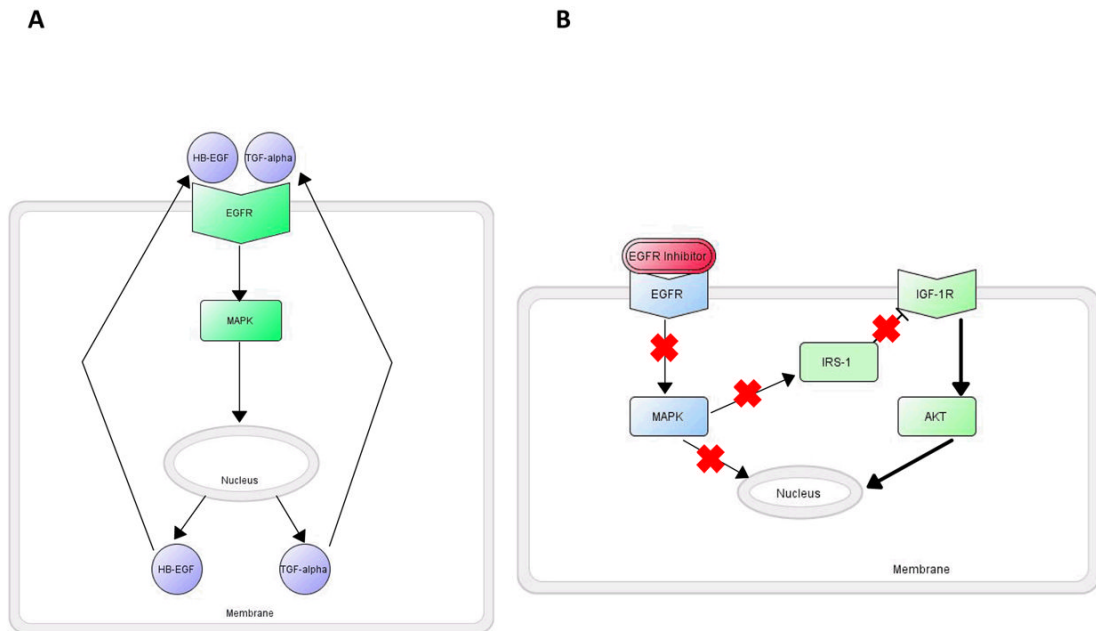 A
HB-EGF
TGF-alpha
EGFR
MAPK
Nucleus
HB-EGF
TGF-alpha
Membrane
B
EGFR Inhibitor
EGFR
IGF-1R
IRS-1
MAPK
AKT
Nucleus
Membrane